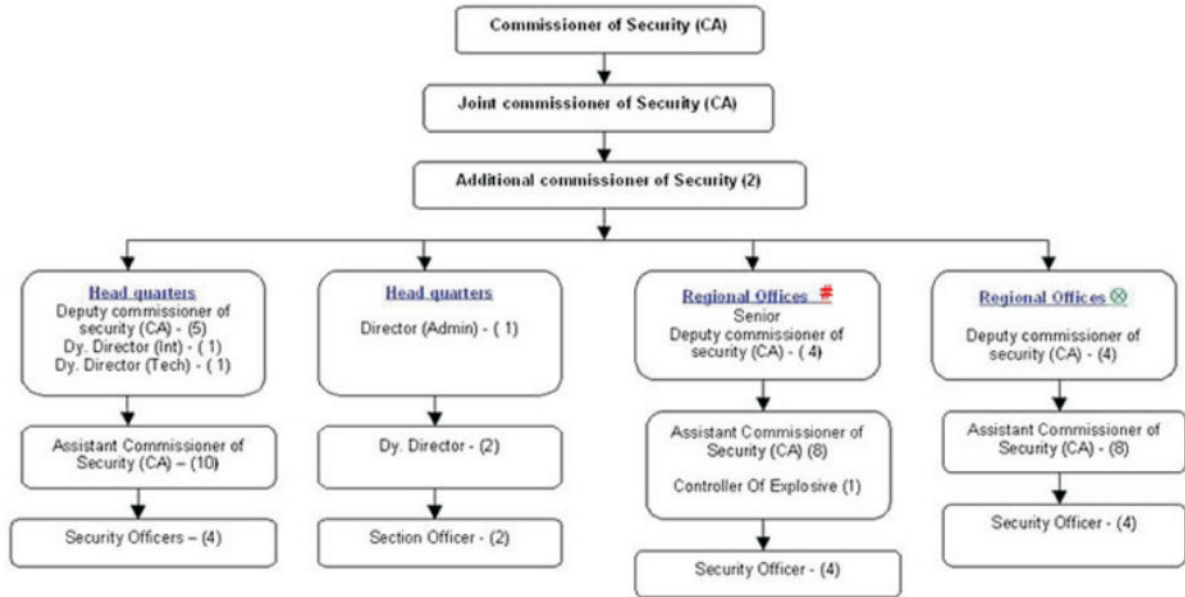 Commissioner of Security (CA)
Joint commissioner of Security (CA)
Additional commissioner of Security (2)
Head quarters
Deputy commissioner of
security (CA) - (5)
Dy. Director (Int) - ( 1)
Dy. Director (Tech) - ( 1)
Assistant Commissioner of
Security (CA) – (10)
Security Officers – (4)
Head quarters
Director (Admin) - ( 1)
Dy. Director - (2)
Section Officer - (2)
Regional Offices #
Senior
Deputy commissioner of
security (CA) - ( 4)
Assistant Commissioner of
Security (CA) (8)
Controller Of Explosive (1)
Security Officer - (4)
Regional Offices ⊗
Deputy commissioner of
security (CA) - (4)
Assistant Commissioner of
Security (CA) - (8)
Security Officer - (4)